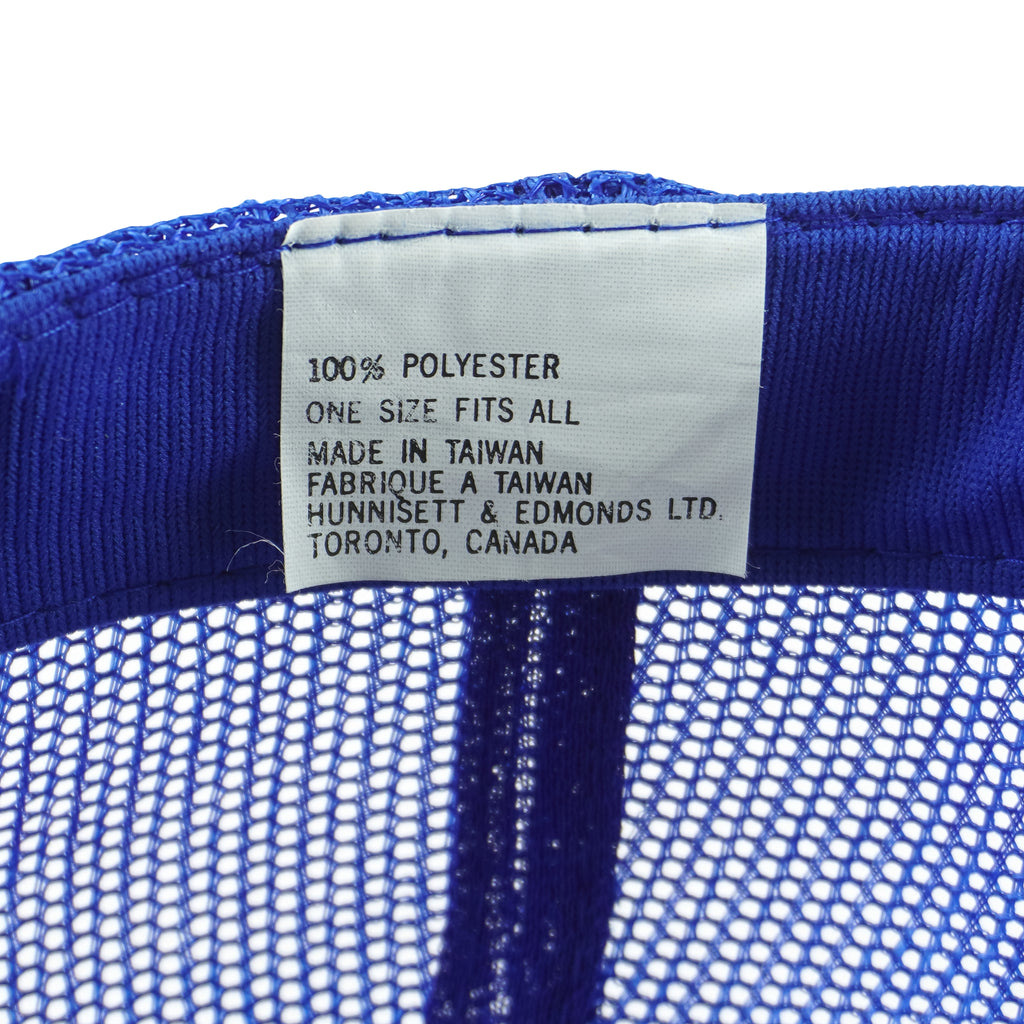 100% POLYESTER
ONE SIZE FITS ALL
MADE IN TAIWAN
FABRIQUE A TAIWAN
HUNNISETT & EDMONDS LTD.
TORONTO, CANADA